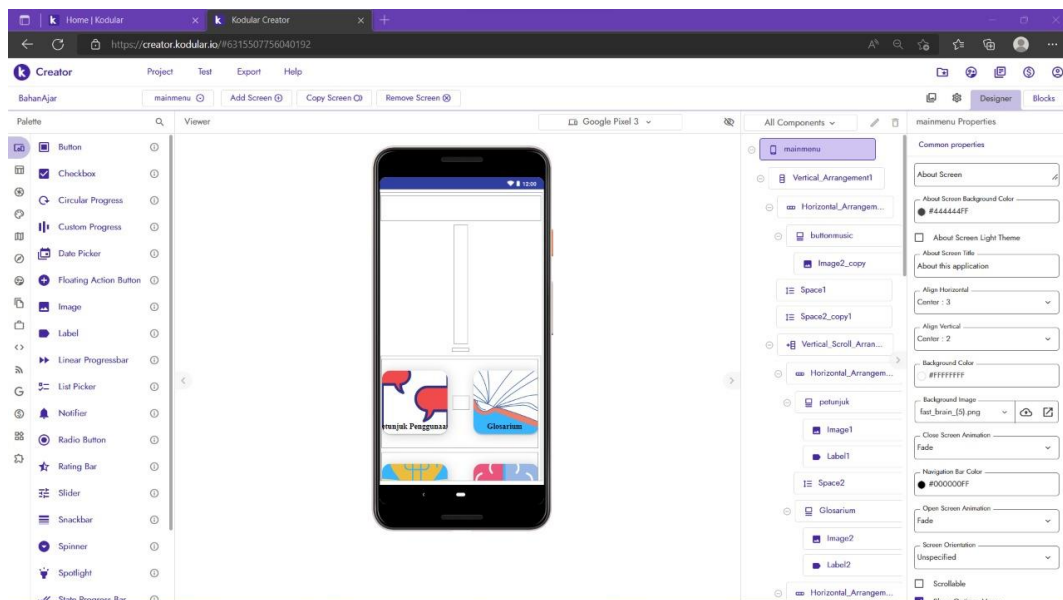 Home | Kodular
Kodular Creator
https://creator.kodular.io/#6315507756040192
Creator
Project
Test
Export
Help
BahanAjar
mainmenu
Add Screen
Copy Screen
Remove Screen
Designer
Blocks
Palette
Viewer
Google Pixel 3
All Components
mainmenu Properties
Button
Checkbox
Circular Progress
Custom Progress
Date Picker
Floating Action Button
Image
Label
Linear Progressbar
List Picker
Notifier
Radio Button
Rating Bar
Slider
Snackbar
Spinner
Spotlight
State Progress Bar
12:00
etunjuk Penggunaa
Glosarium
mainmenu
Vertical_Arrangement1
Horizontal_Arrangem...
buttonmusic
Image2_copy
Space1
Space2_copy1
Vertical_Scroll_Arran...
Horizontal_Arrangem...
petunjuk
Image1
Label1
Space2
Glosarium
Image2
Label2
Horizontal_Arrangem...
Common properties
About Screen
About Screen Background Color
#444444FF
About Screen Light Theme
About Screen Title
About this application
Align Horizontal
Center : 3
Align Vertical
Center : 2
Background Color
#FFFFFFFF
Background Image
fast_brain_(5).png
Close Screen Animation
Fade
Navigation Bar Color
#000000FF
Open Screen Animation
Fade
Screen Orientation
Unspecified
Scrollable